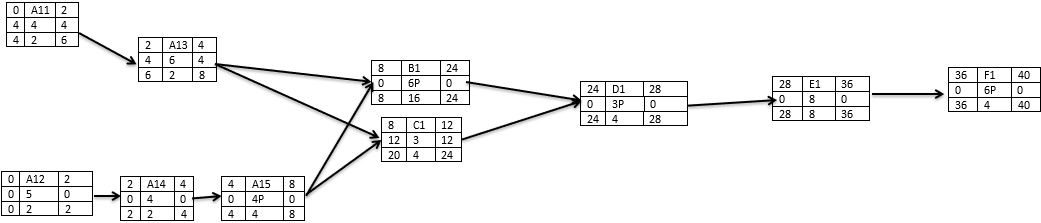 0 A11 2
4 4 4
4 2 6
2 A13 4
4 6 4
6 2 8
8 B1 24
0 6P 0
8 16 24
8 C1 12
12 3 12
20 4 24
24 D1 28
0 3P 0
24 4 28
28 E1 36
0 8 0
28 8 36
36 F1 40
0 6P 0
36 4 40
0 A12 2
0 5 0
0 2 2
2 A14 4
0 4 0
2 2 4
4 A15 8
0 4P 0
4 4 8